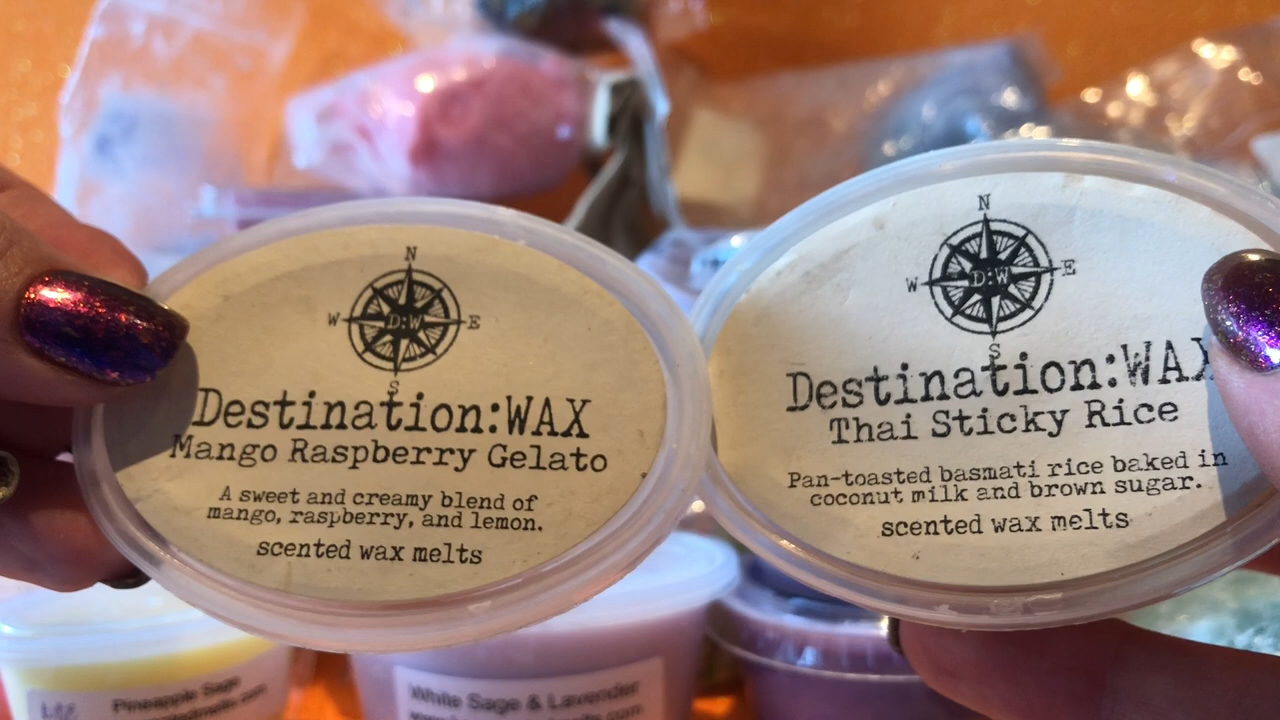 N
W D:W E
S
Destination:WAX
Mango Raspberry Gelato
A sweet and creamy blend of
mango, raspberry, and lemon.
scented wax melts
N
W D:W E
S
Destination:WAX
Thai Sticky Rice
Pan-toasted basmati rice baked in
coconut milk and brown sugar.
scented wax melts
Pineapple Sage
White Sage & Lavender